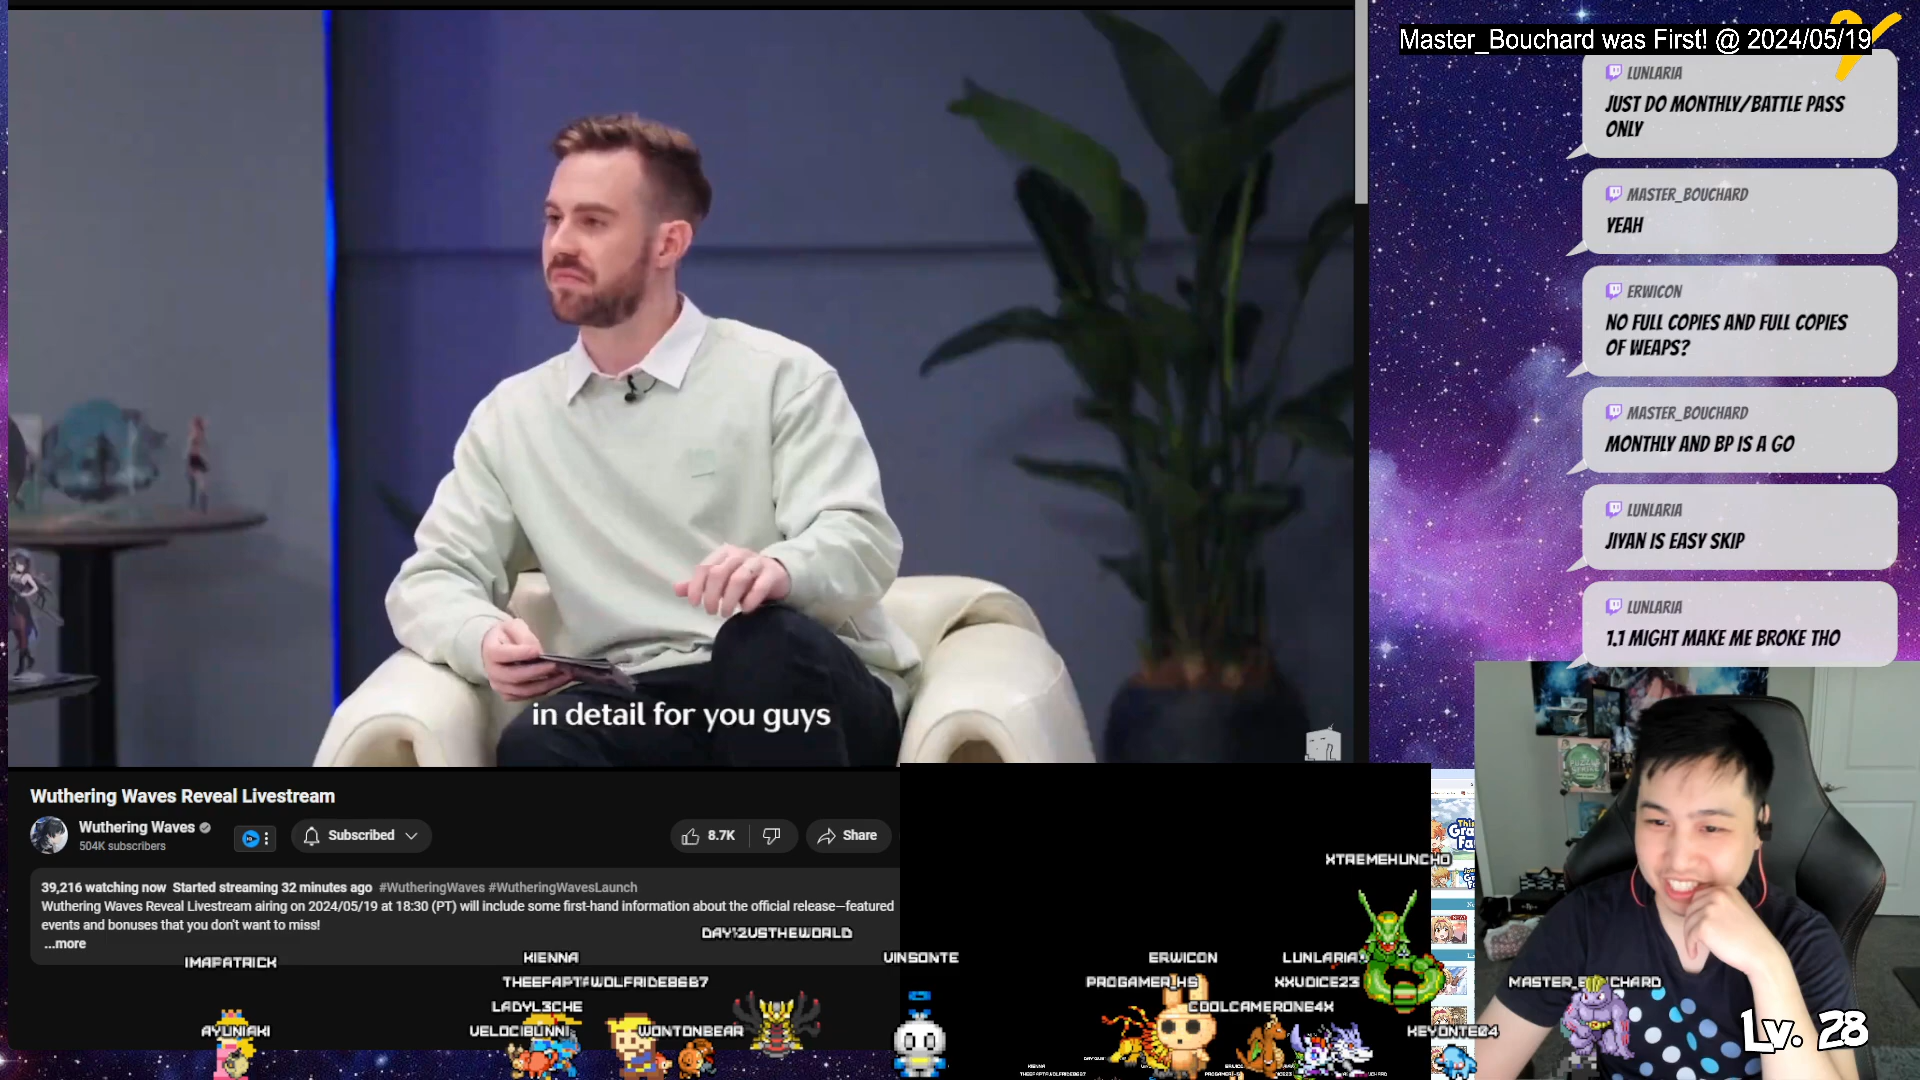 Master_Bouchard was First! @ 2024/05/19
LUNLARIA
JUST DO MONTHLY/BATTLE PASS
ONLY
MASTER_BOUCHARD
YEAH
ERWICON
NO FULL COPIES AND FULL COPIES
OF WEAPS?
MASTER_BOUCHARD
MONTHLY AND BP IS A GO
LUNLARIA
JIYAN IS EASY SKIP
LUNLARIA
1.1 MIGHT MAKE ME BROKE THO
in detail for you guys
Wuthering Waves Reveal Livestream
Wuthering Waves
504K subscribers
Subscribed
8.7K
Share
39,216 watching now Started streaming 32 minutes ago #WutheringWaves #WutheringWavesLaunch
Wuthering Waves Reveal Livestream airing on 2024/05/19 at 18:30 (PT) will include some first-hand information about the official release—featured
events and bonuses that you don't want to miss!
...more
XTREMEHUNCHO
DAY12USTHEWORLD
IMAPATRICK
KIENNA
VINSONTE
ERWICON
LUNLARIA
PROGAMER_HS
XXUDICE23
MASTER_BOUCHARD
LADYL3CHE
COOLCAMERONE4X
AYUNIAKI
VELOCIBUNNI
WONTONBEAR
KEYONTE04
Lv. 28